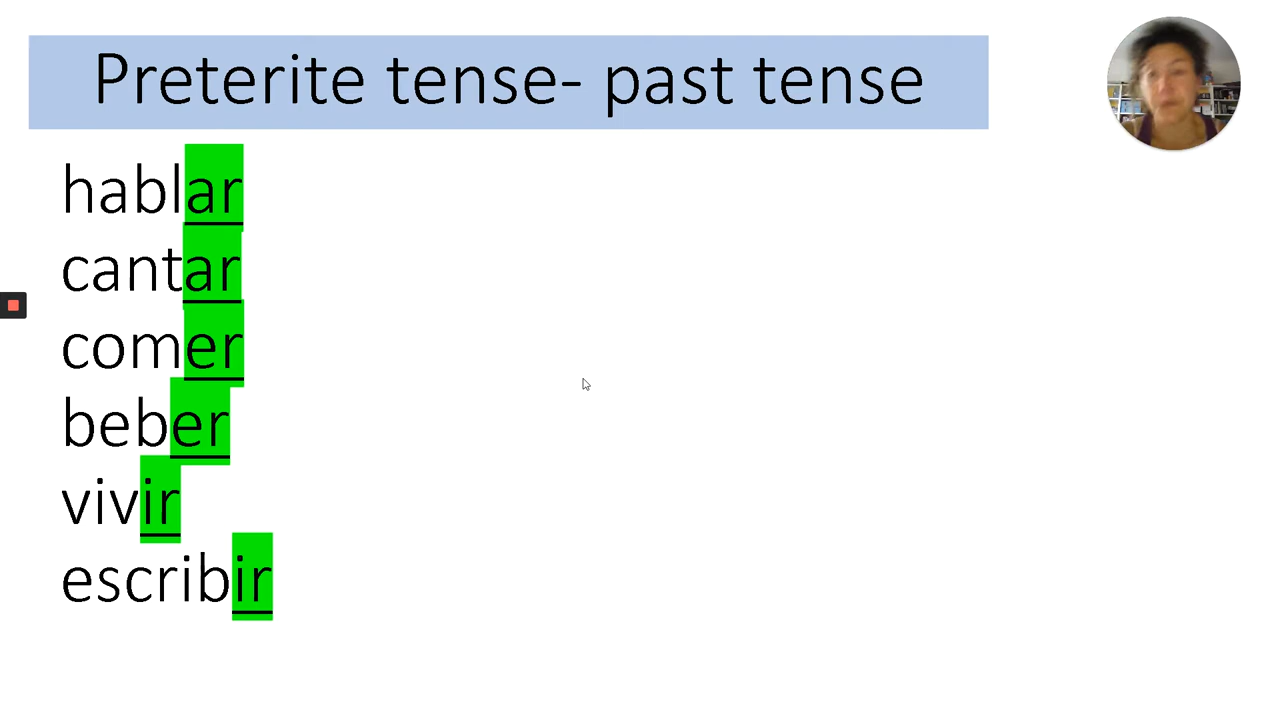 Preterite tense- past tense
hablar
cantar
comer
beber
vivir
escribir